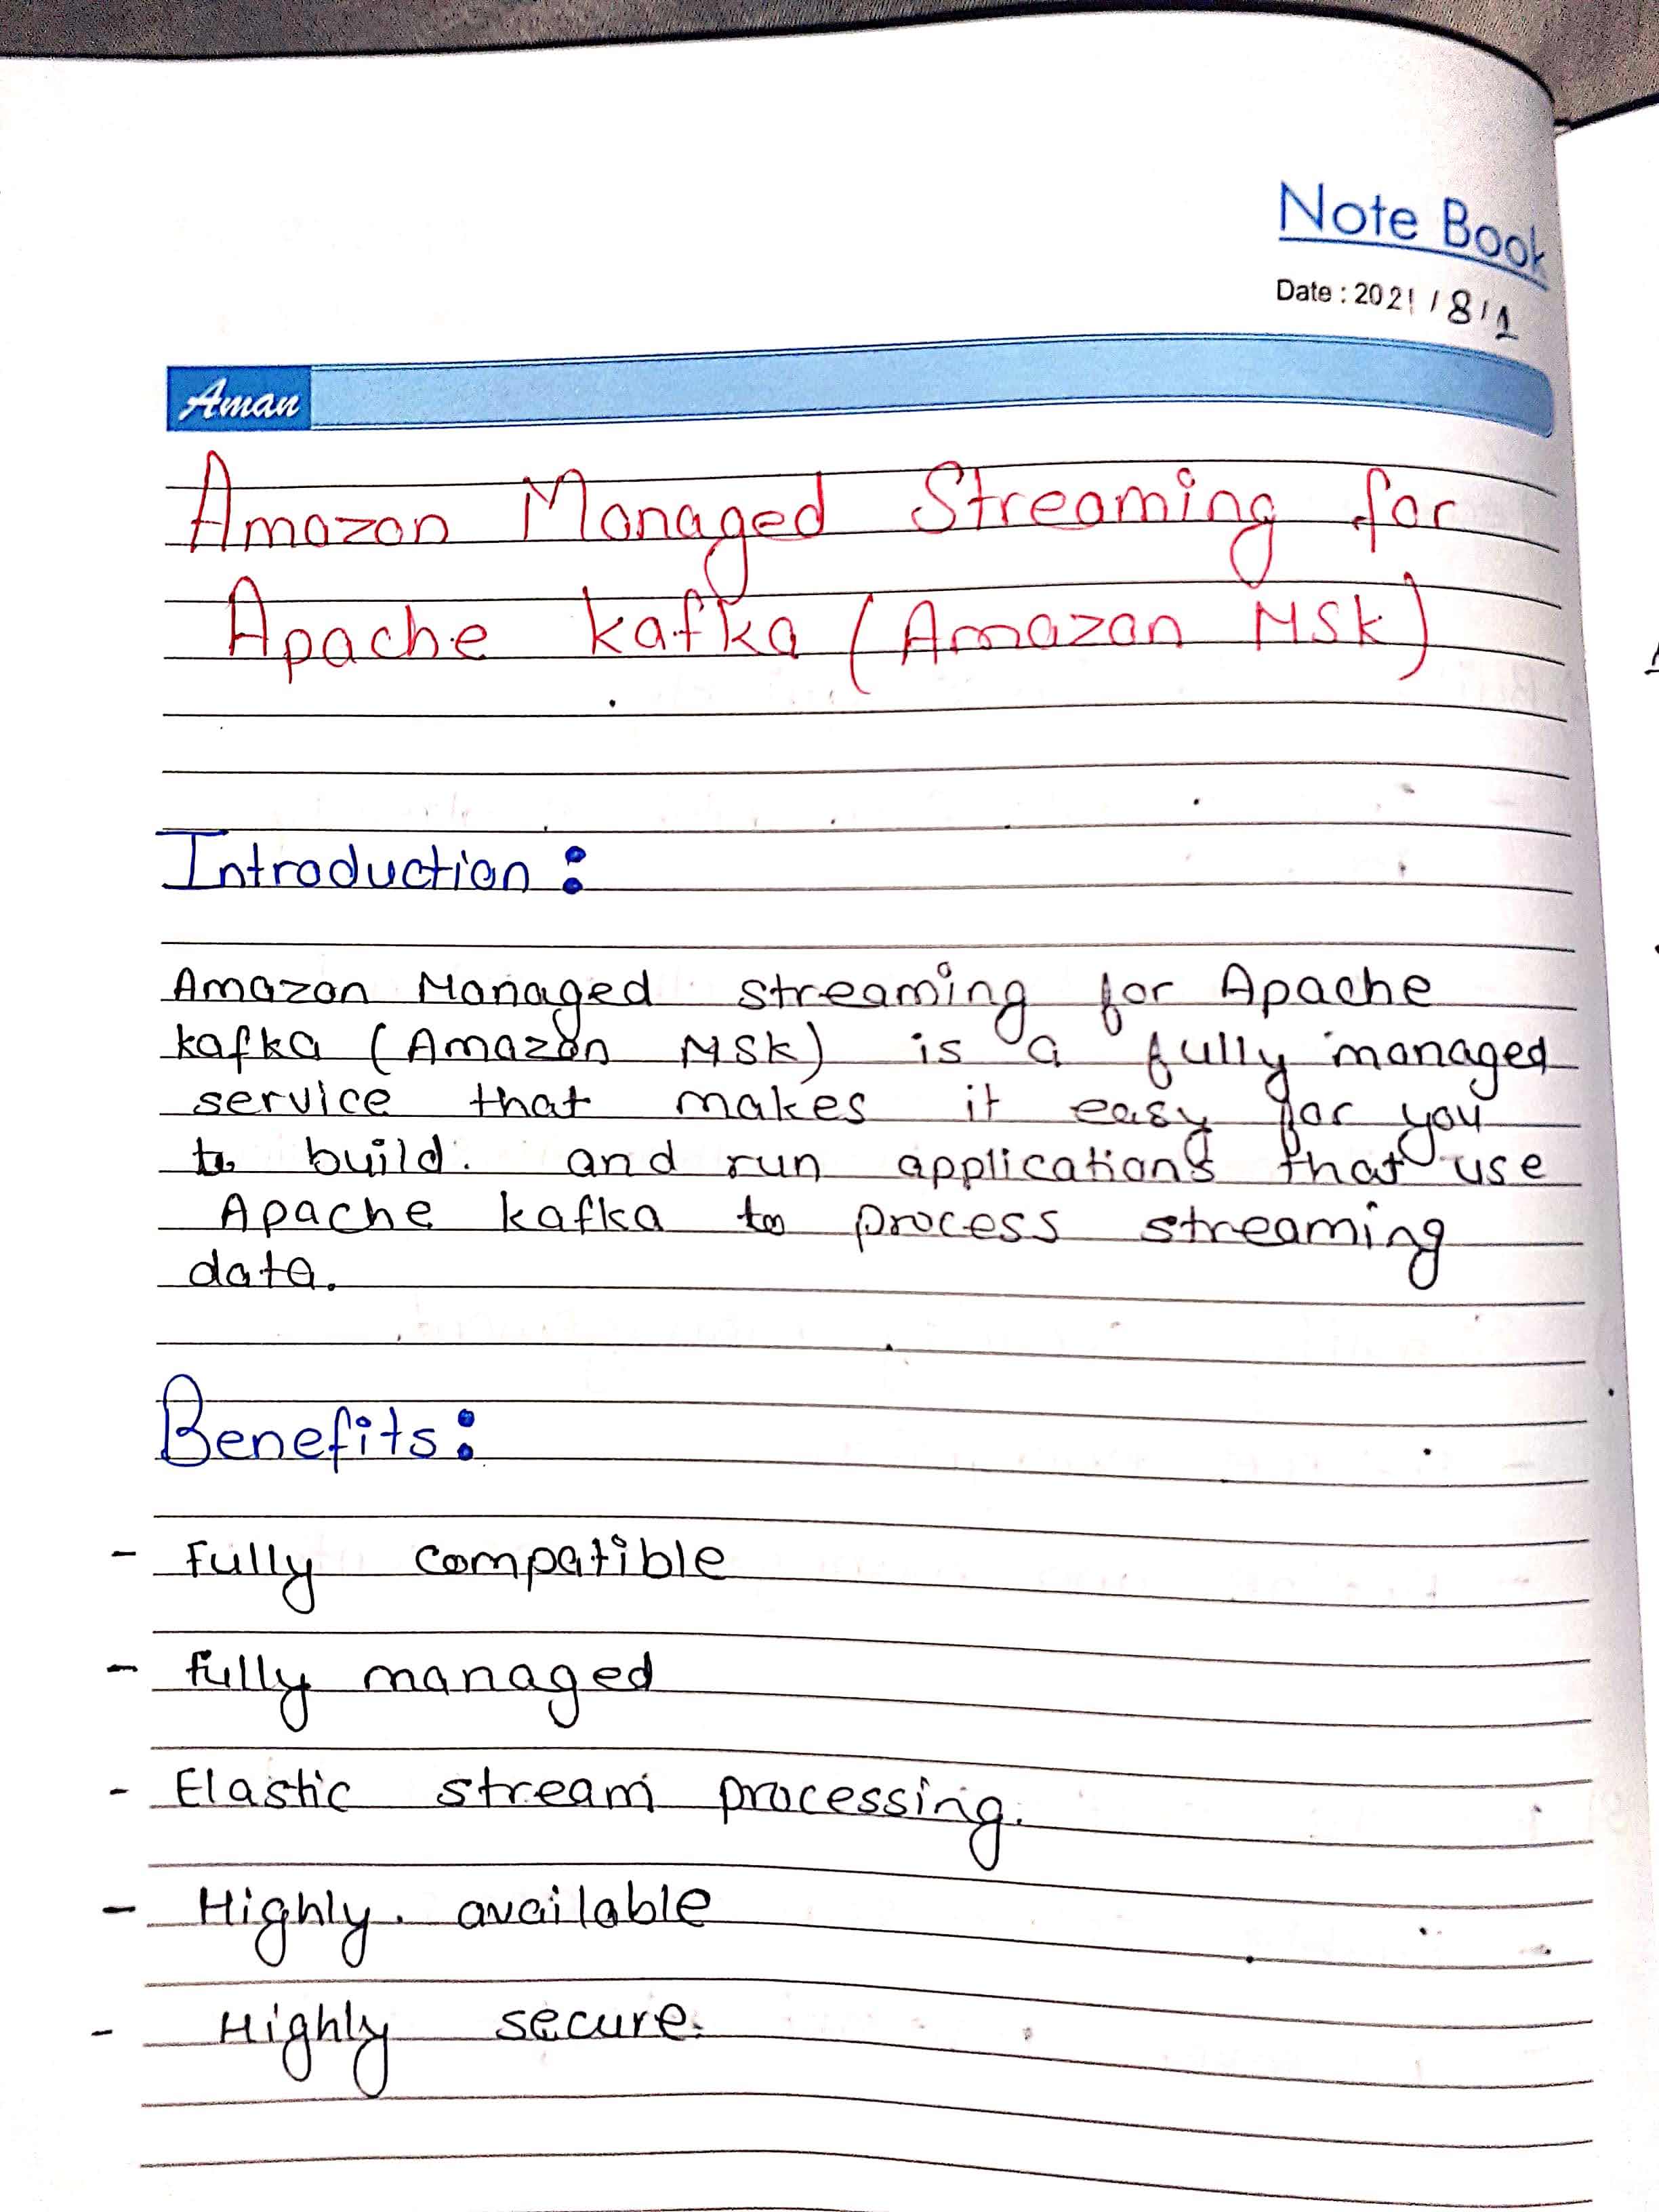 Note Book
Date : 2021 / 8 / 1
Aman
Amazon Managed Streaming for
Apache kafka (Amazon MSK)
Introduction :
Amazon Managed streaming for Apache
kafka (Amazon MSK) is a fully managed
service that makes it easy for you
to build. and run applications that use
Apache kafka to process streaming
data.
Benefits :
- Fully compatible
- fully managed
- Elastic stream processing.
- Highly. available
- Highly secure.